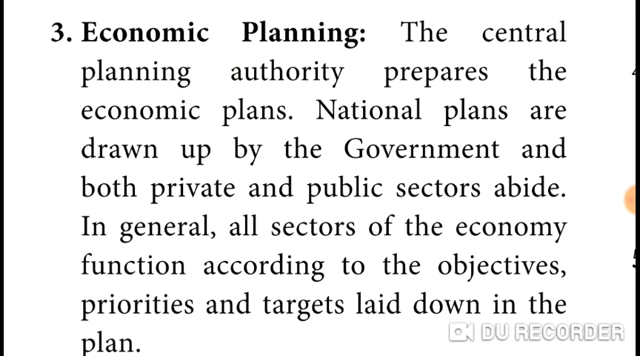 3. Economic Planning: The central
planning authority prepares the
economic plans. National plans are
drawn up by the Government and
both private and public sectors abide.
In general, all sectors of the economy
function according to the objectives,
priorities and targets laid down in the
plan.
DU RECORDER